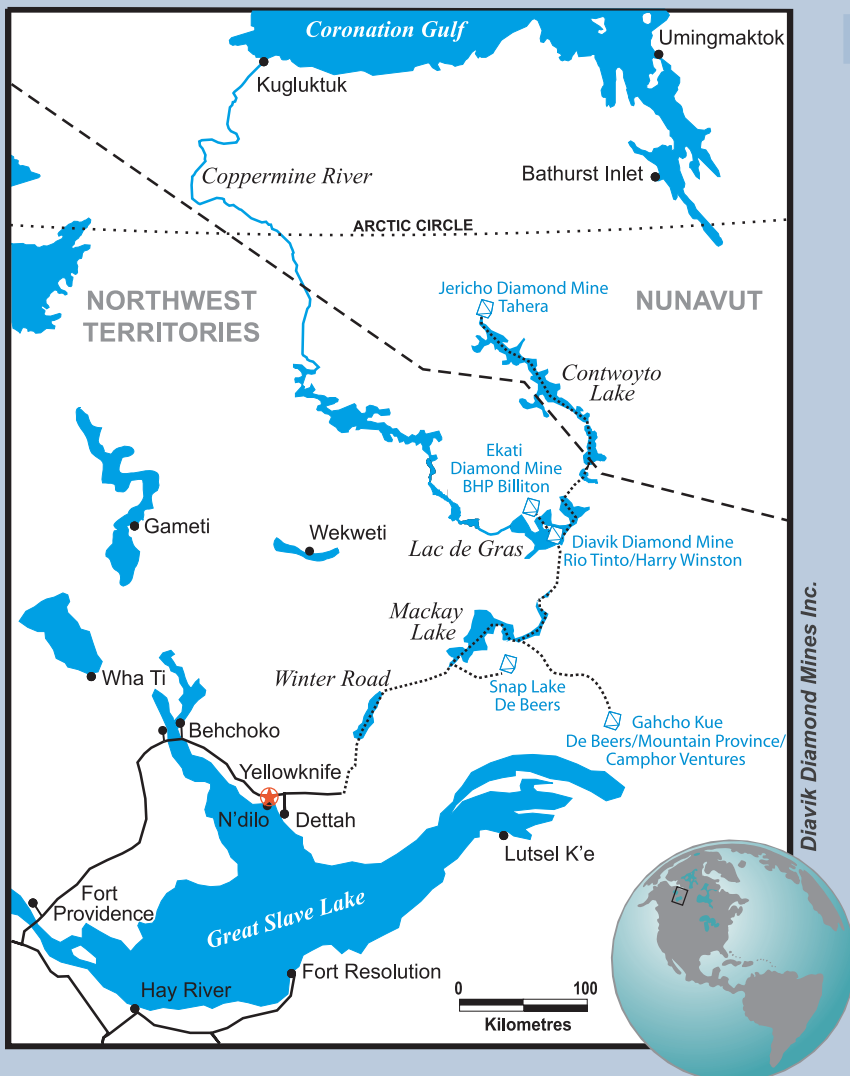 Coronation Gulf
Umingmaktok
Kugluktuk
Coppermine River
Bathurst Inlet
ARCTIC CIRCLE
NORTHWEST
TERRITORIES
NUNAVUT
Jericho Diamond Mine
Tahera
Contwoyto
Lake
Ekati
Diamond Mine
BHP Billiton
Gameti
Wekweti
Lac de Gras
Diavik Diamond Mine
Rio Tinto/Harry Winston
Mackay
Lake
Wha Ti
Winter Road
Snap Lake
De Beers
Gahcho Kue
De Beers/Mountain Province/
Camphor Ventures
Behchoko
Yellowknife
N'dilo
Dettah
Lutsel K'e
Fort
Providence
Great Slave Lake
Fort Resolution
Hay River
0 100
Kilometres
Diavik Diamond Mines Inc.